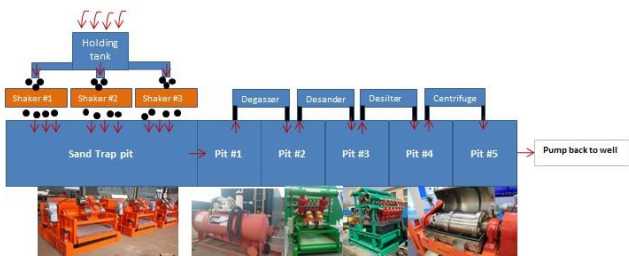 Holding
tank
Shaker #1
Shaker #2
Shaker #3
Degasser
Desander
Desilter
Centrifuge
Sand Trap pit
Pit #1
Pit #2
Pit #3
Pit #4
Pit #5
Pump back to well